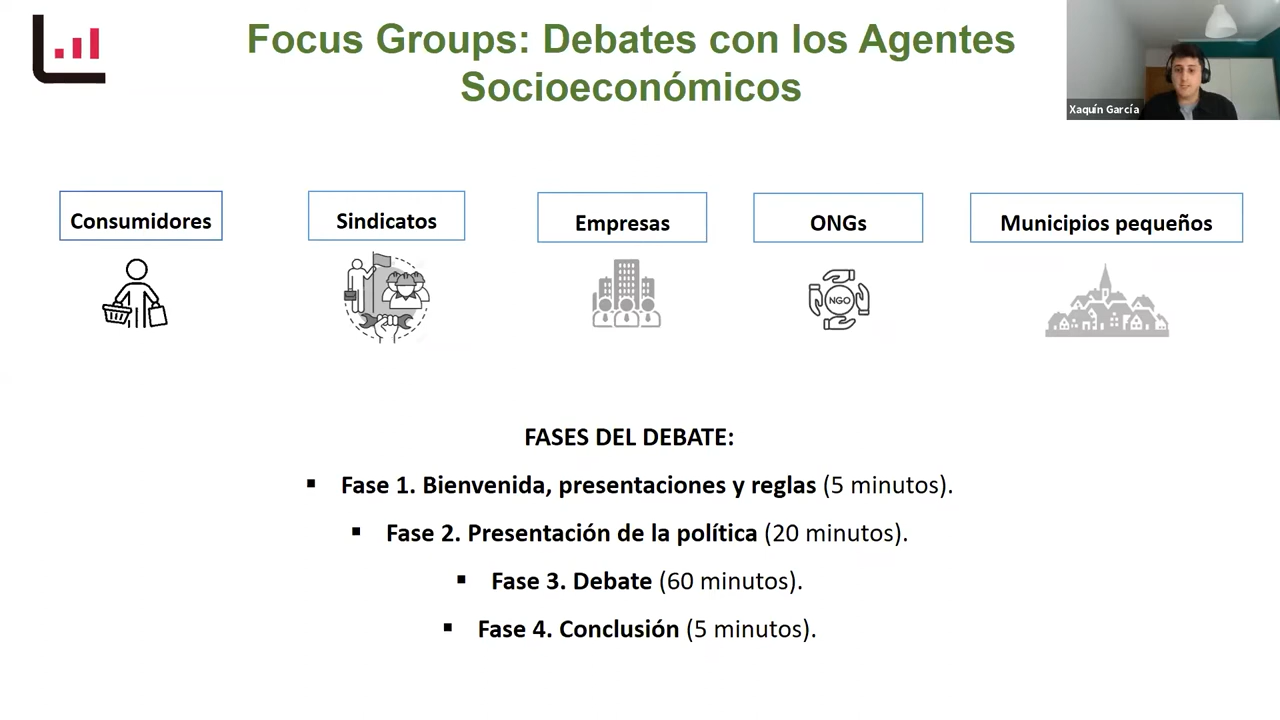 Focus Groups: Debates con los Agentes
Socioeconómicos
Xaquín García
Consumidores
Sindicatos
Empresas
ONGs
Municipios pequeños
NGO
FASES DEL DEBATE:
▪ Fase 1. Bienvenida, presentaciones y reglas (5 minutos).
▪ Fase 2. Presentación de la política (20 minutos).
▪ Fase 3. Debate (60 minutos).
▪ Fase 4. Conclusión (5 minutos).